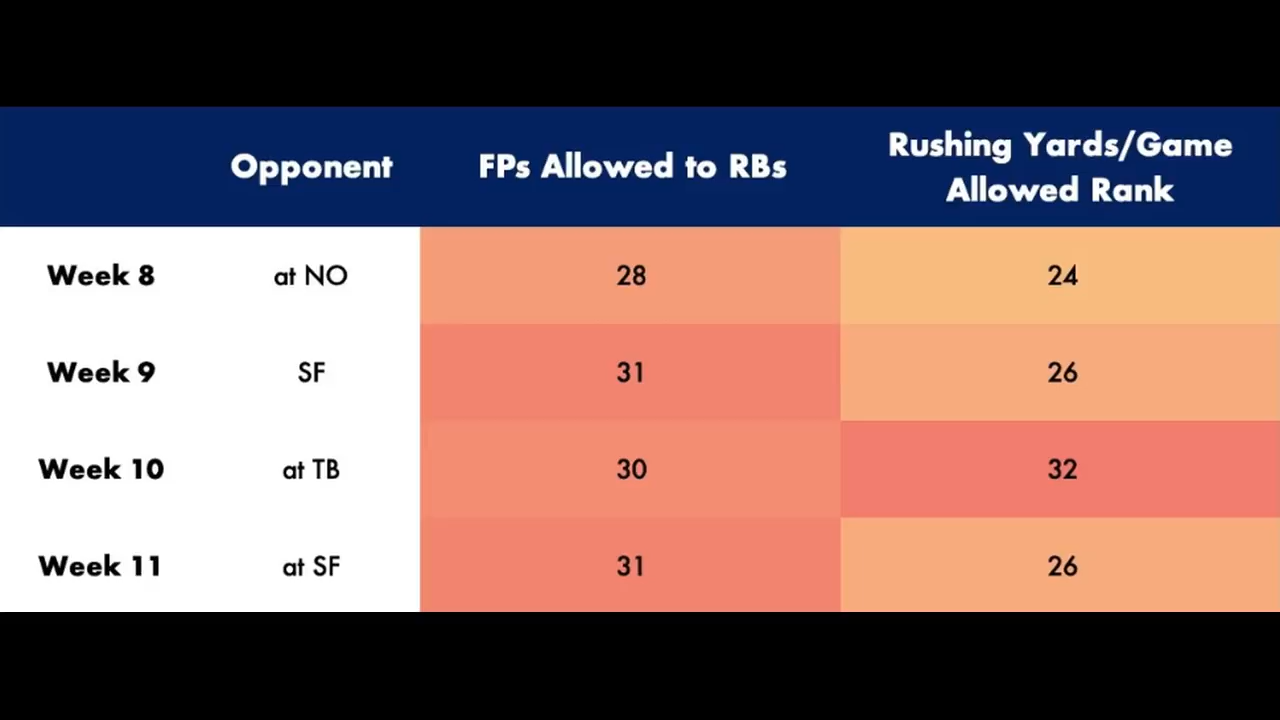 Opponent FPs Allowed to RBs Rushing Yards/Game Allowed Rank
Week 8 at NO 28 24
Week 9 SF 31 26
Week 10 at TB 30 32
Week 11 at SF 31 26